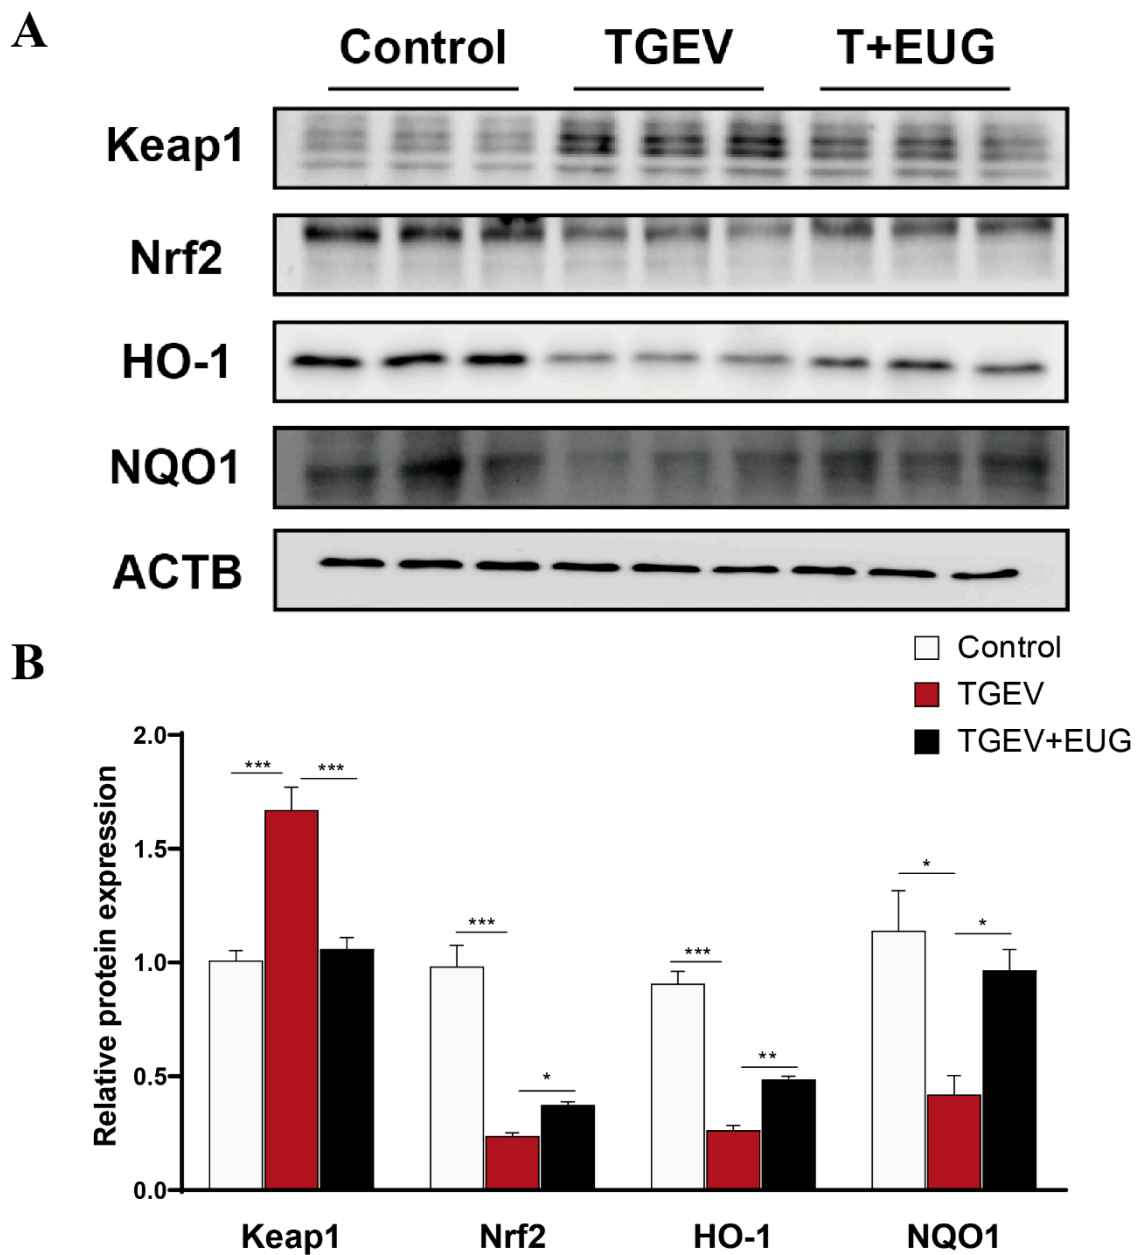 A
Control TGEV T+EUG
Keap1
Nrf2
HO-1
NQO1
ACTB
B
Control
TGEV
TGEV+EUG
Relative protein expression
2.0
1.5
1.0
0.5
0.0
*** ***
*** *
*** **
* *
Keap1 Nrf2 HO-1 NQO1